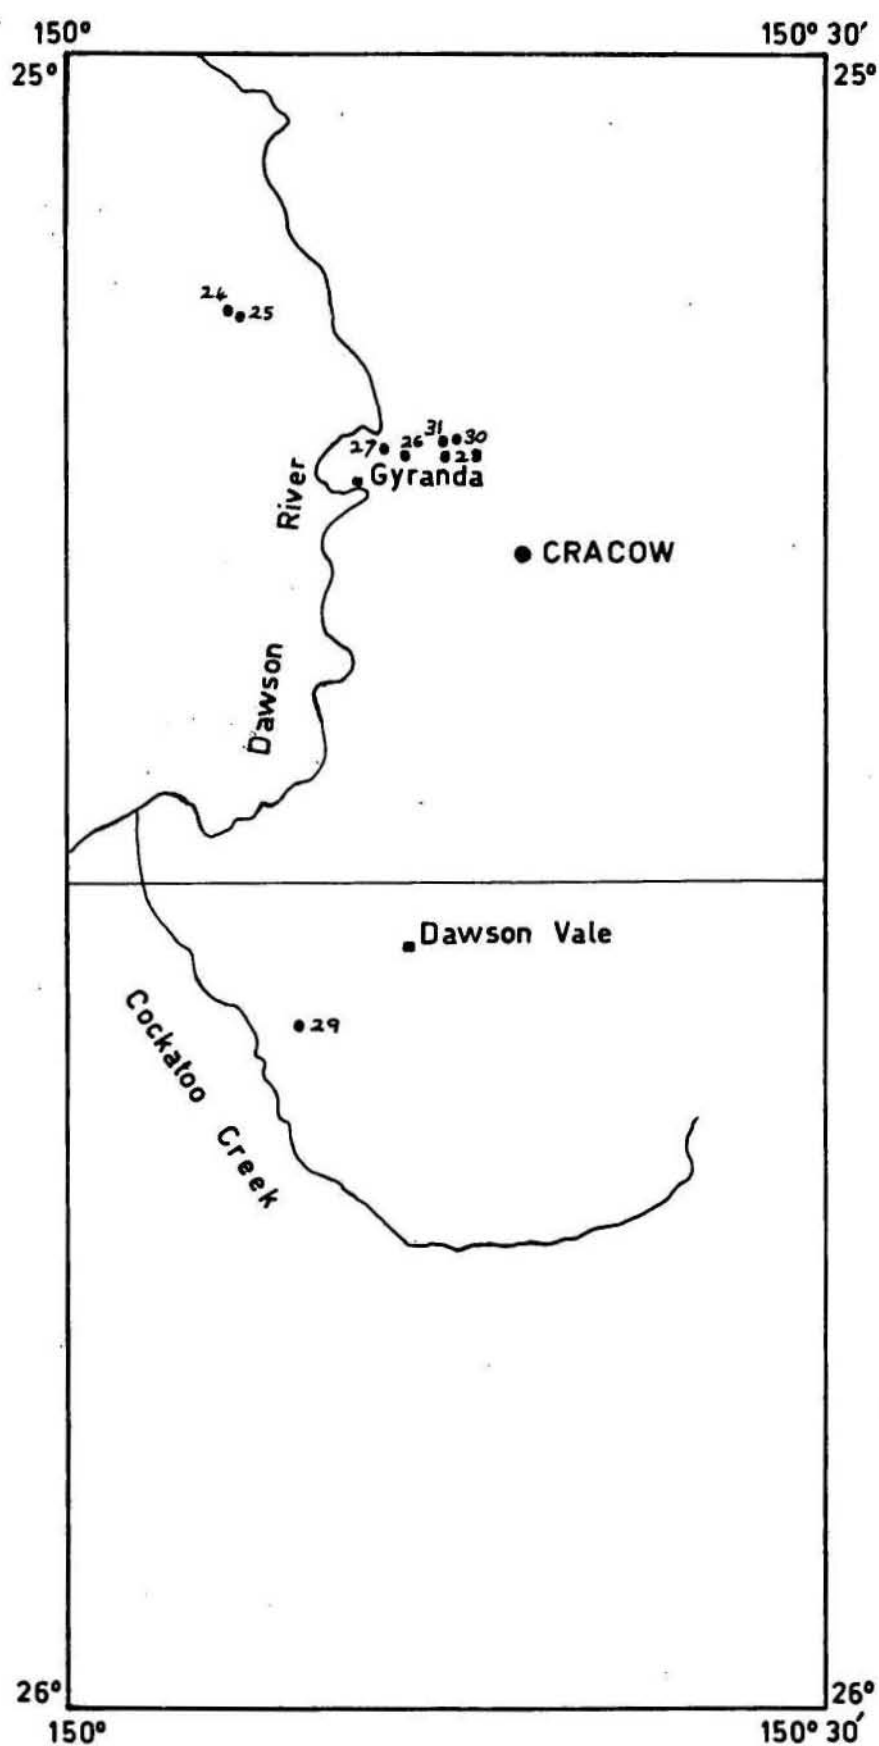 150° 150° 30′
25° 25°
24
25
31 30
27 26 28
Gyranda
River
CRACOW
Dawson
Dawson Vale
Cockatoo Creek
29
26° 26°
150° 150° 30′